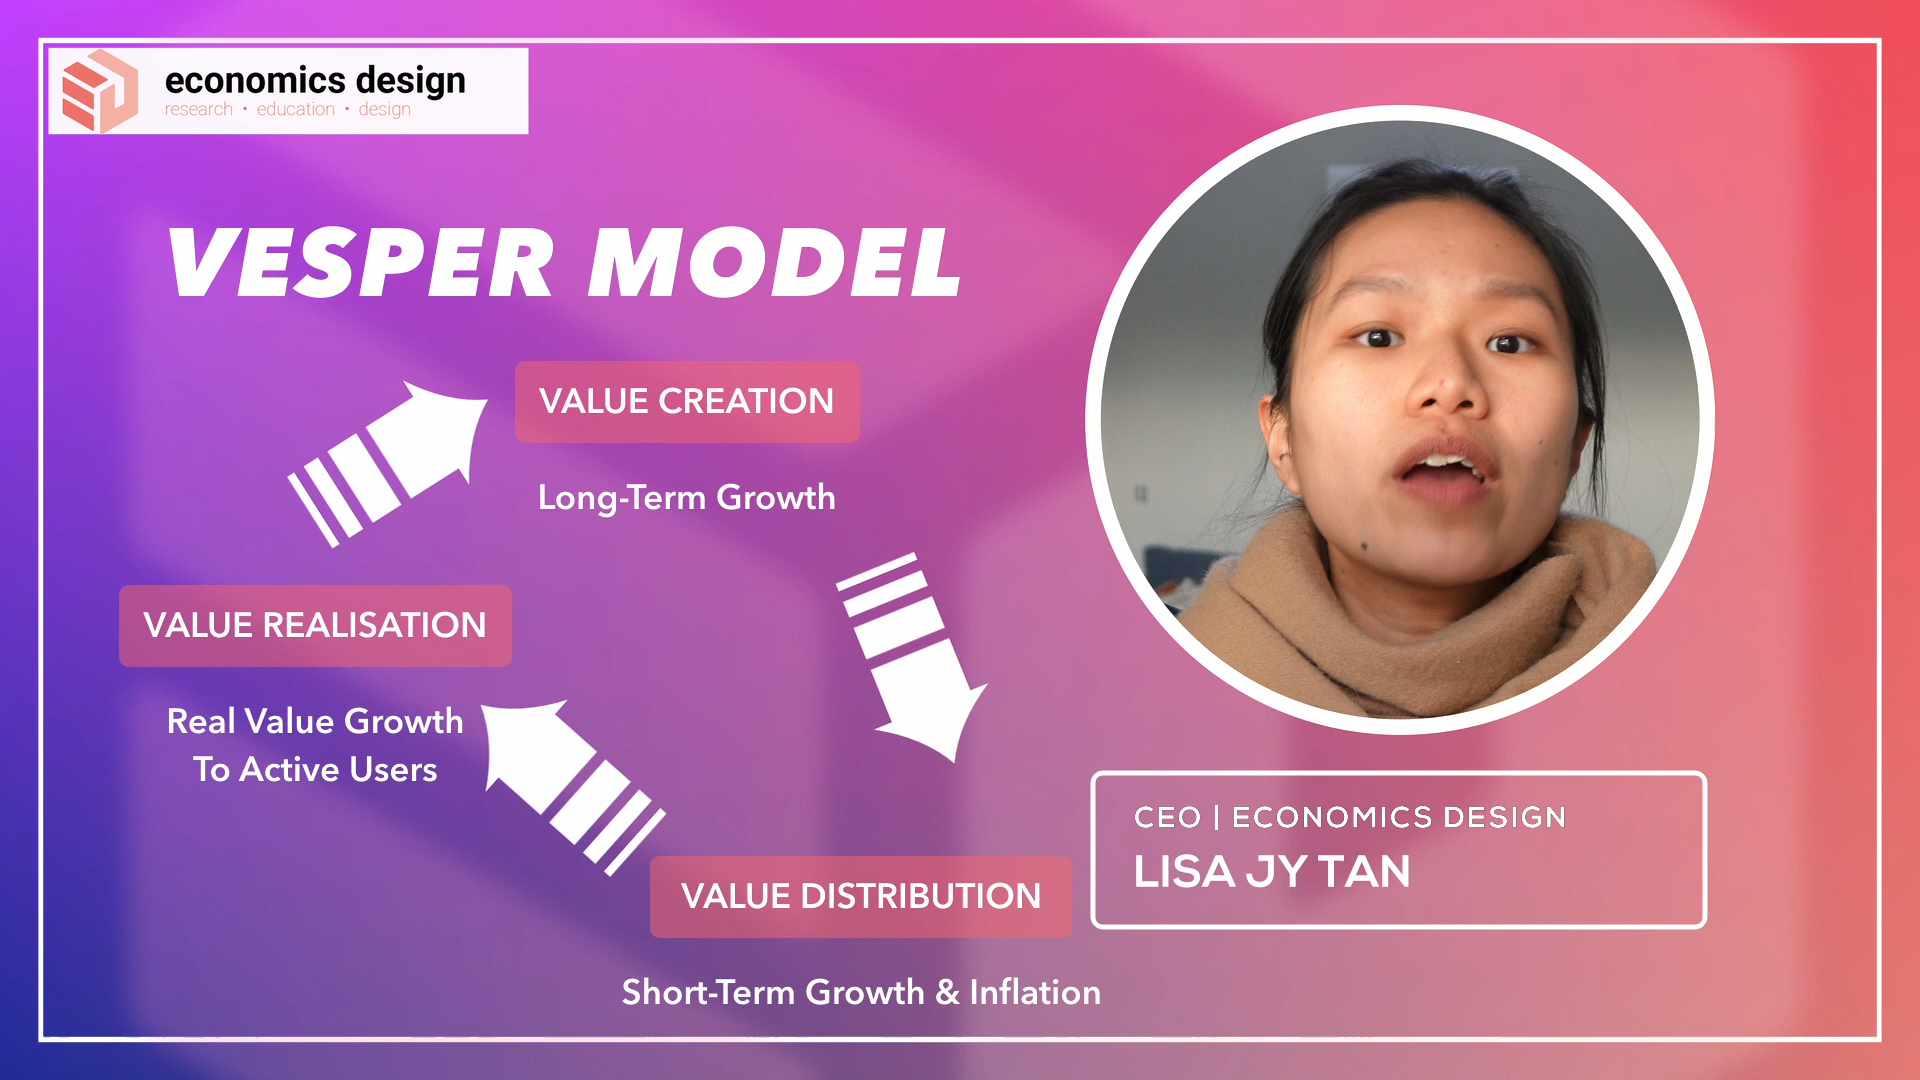 economics design
research • education • design
VESPER MODEL
VALUE CREATION
Long-Term Growth
VALUE REALISATION
Real Value Growth
To Active Users
VALUE DISTRIBUTION
Short-Term Growth & Inflation
CEO | ECONOMICS DESIGN
LISA JY TAN